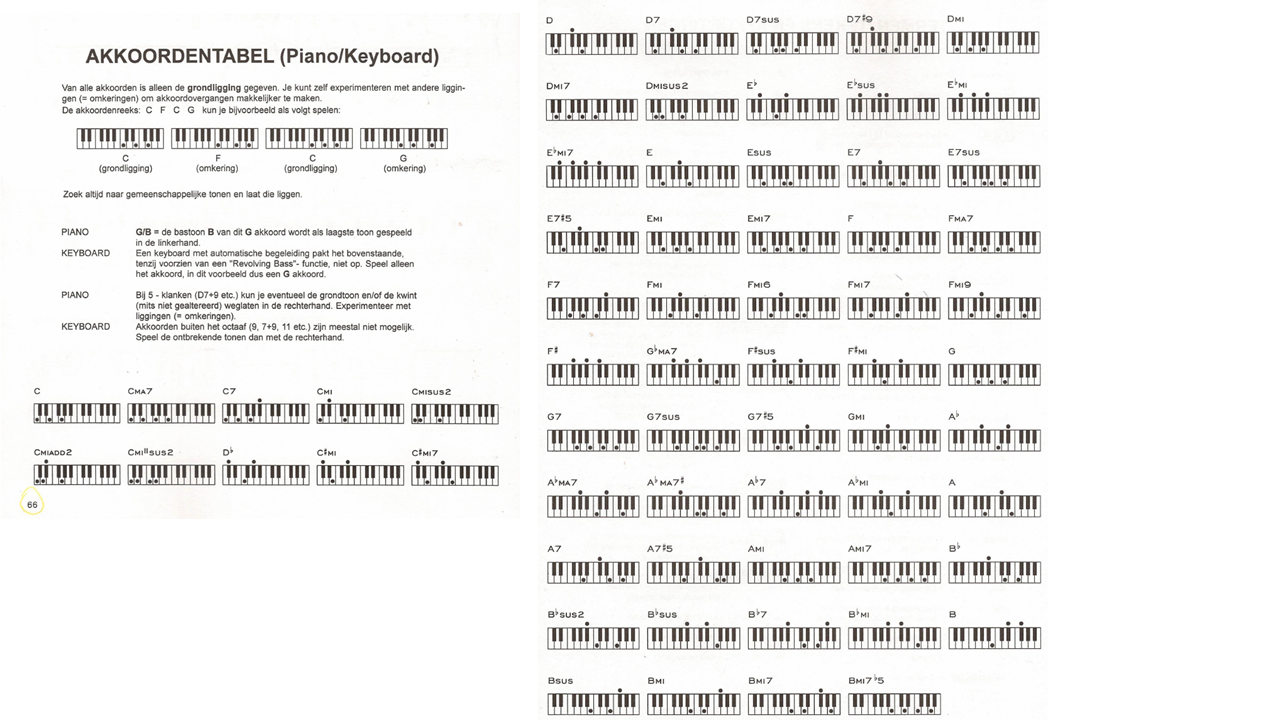 AKKOORDENTABEL (Piano/Keyboard)
Van alle akkoorden is alleen de grondligging gegeven. Je kunt zelf experimenteren met andere liggin-
gen (= omkeringen) om akkoordovergangen makkelijker te maken.
De akkoordenreeks: C F C G kun je bijvoorbeeld als volgt spelen:
C F C G
(grondligging) (omkering) (grondligging) (omkering)
Zoek altijd naar gemeenschappelijke tonen en laat die liggen.
PIANO G/B = de bastoon B van dit G akkoord wordt als laagste toon gespeeld
in de linkerhand.
KEYBOARD Een keyboard met automatische begeleiding pakt het bovenstaande,
tenzij voorzien van een "Revolving Bass"- functie, niet op. Speel alleen
het akkoord, in dit voorbeeld dus een G akkoord.
PIANO Bij 5 - klanken (D7+9 etc.) kun je eventueel de grondtoon en/of de kwint
(mits niet gealtereerd) weglaten in de rechterhand. Experimenteer met
liggingen (= omkeringen).
KEYBOARD Akkoorden buiten het octaaf (9, 7+9, 11 etc.) zijn meestal niet mogelijk.
Speel de ontbrekende tonen dan met de rechterhand.
C CMA7 C7 CMI CMISUS2
CMIADD2 CMIIISUS2 D♭ C♯MI C♯MI7
66
D D7 D7SUS D7♯9 DMI
DMI7 DMISUS2 E♭ E♭SUS E♭MI
E♭MI7 E ESUS E7 E7SUS
E7♯5 EMI EMI7 F FMA7
F7 FMI FMI6 FMI7 FMI9
F♯ G♭MA7 F♯SUS F♯MI G
G7 G7SUS G7♯5 GMI A♭
A♭MA7 A♭MA7♯ A♭7 A♭MI A
A7 A7♯5 AMI AMI7 B♭
B♭SUS2 B♭SUS B♭7 B♭MI B
BSUS BMI BMI7 BMI7♭5